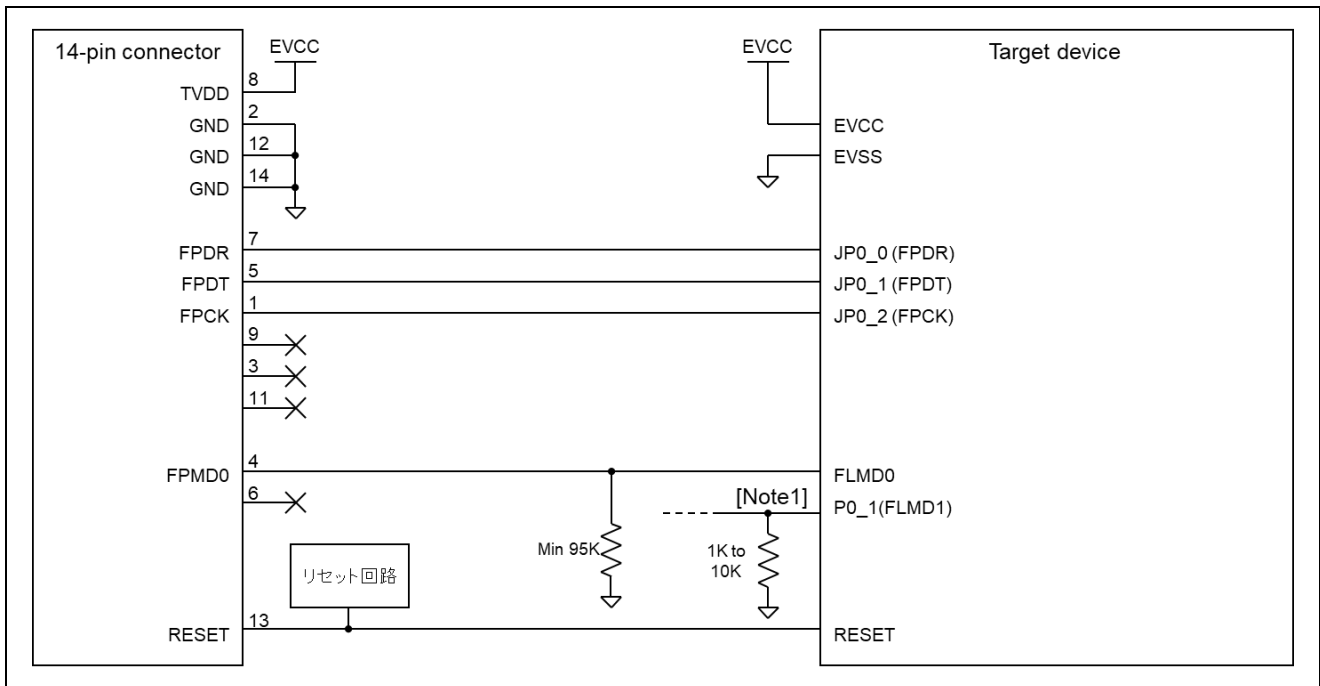 14-pin connector
EVCC
EVCC
Target device
8
TVDD
2
GND
EVCC
12
GND
EVSS
14
GND
7
FPDR
JP0_0 (FPDR)
5
FPDT
JP0_1 (FPDT)
1
FPCK
JP0_2 (FPCK)
9
3
11
4
FPMD0
FLMD0
6
[Note1]
P0_1(FLMD1)
Min 95K
1K to
10K
リセット回路
13
RESET
RESET